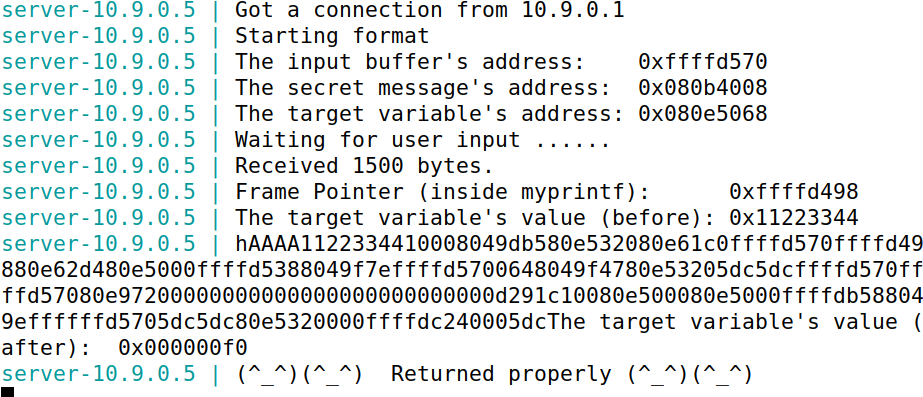 server-10.9.0.5 | Got a connection from 10.9.0.1
server-10.9.0.5 | Starting format
server-10.9.0.5 | The input buffer's address:    0xffffd570
server-10.9.0.5 | The secret message's address:  0x080b4008
server-10.9.0.5 | The target variable's address: 0x080e5068
server-10.9.0.5 | Waiting for user input ......
server-10.9.0.5 | Received 1500 bytes.
server-10.9.0.5 | Frame Pointer (inside myprintf):      0xffffd498
server-10.9.0.5 | The target variable's value (before): 0x11223344
server-10.9.0.5 | hAAAA1122334410008049db580e532080e61c0ffffd570ffffd49
880e62d480e5000ffffd5388049f7effffd5700648049f4780e53205dc5dcffffd570ff
ffd57080e97200000000000000000000000000d291c10080e500080e5000ffffdb58804
9effffffd5705dc5dc80e5320000ffffdc240005dcThe target variable's value (
after):  0x000000f0
server-10.9.0.5 | (^_^)(^_^)  Returned properly (^_^)(^_^)